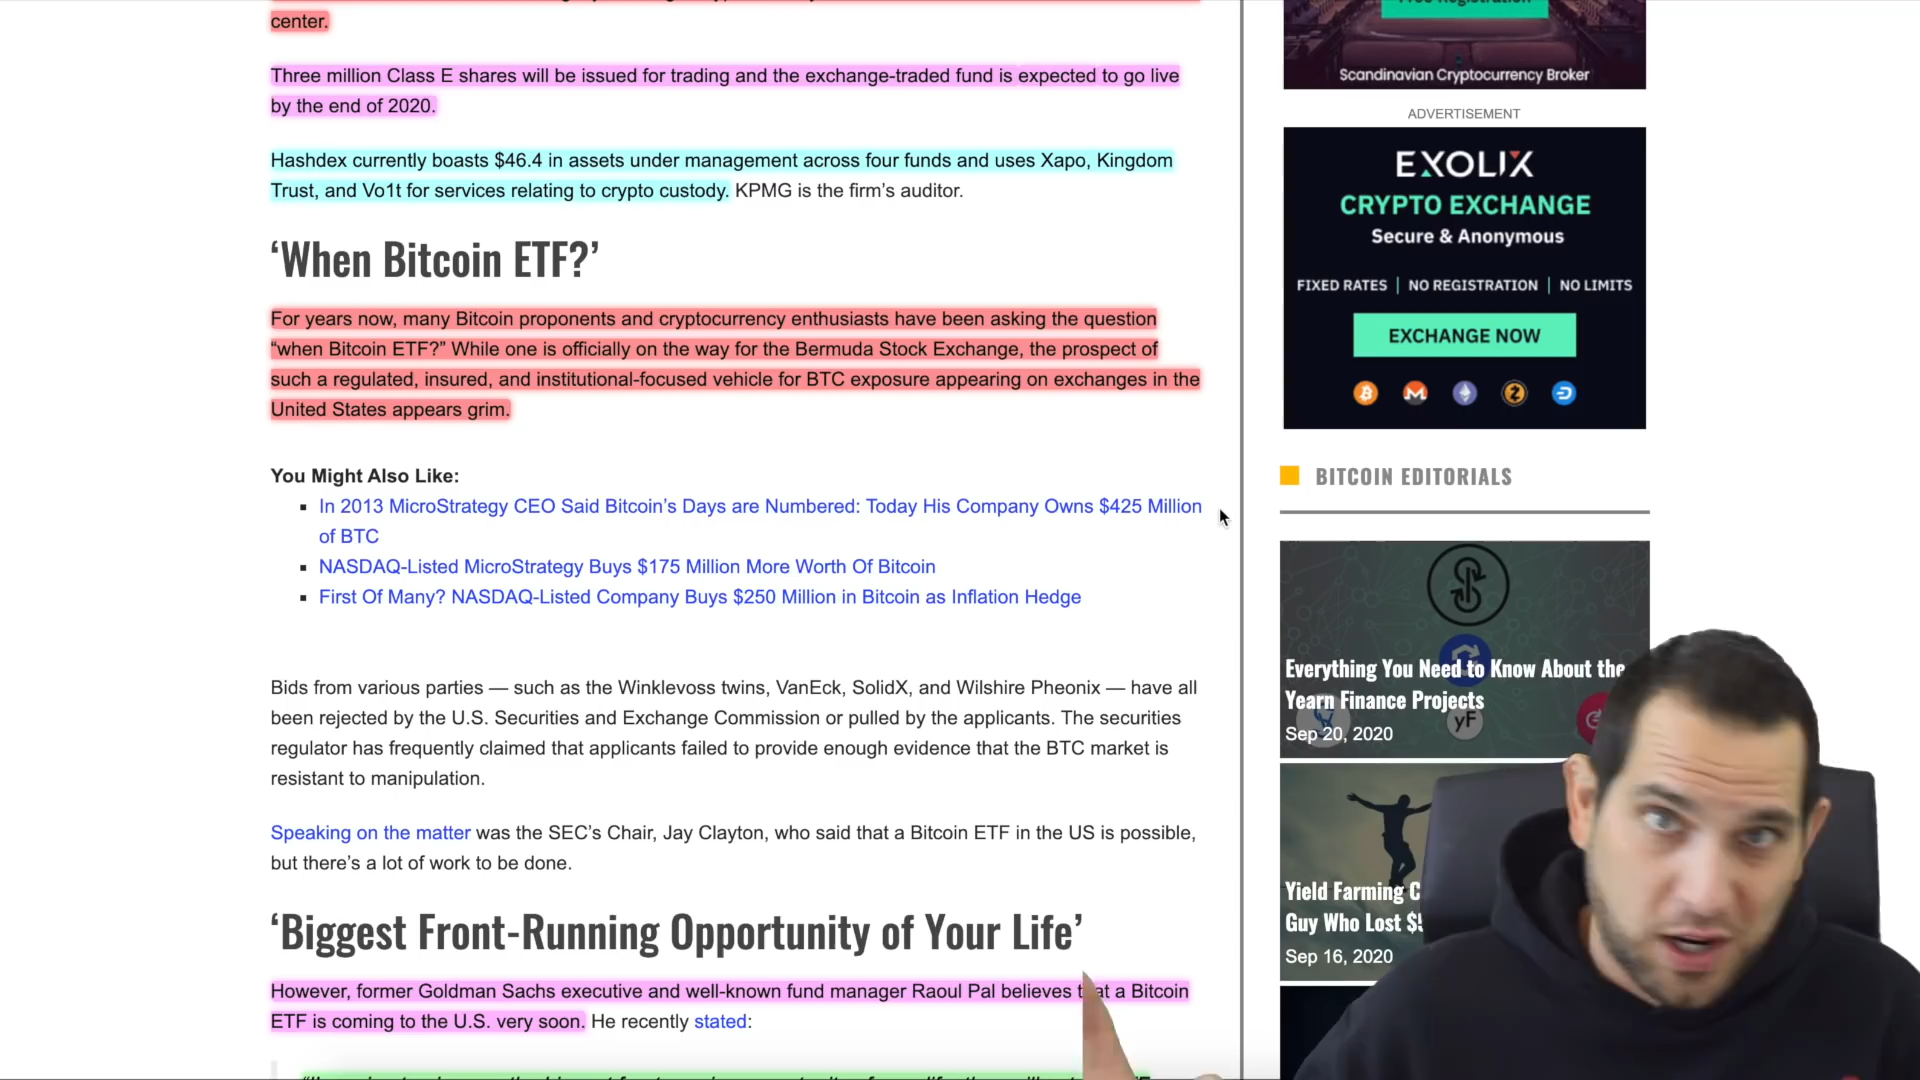 center.
Three million Class E shares will be issued for trading and the exchange-traded fund is expected to go live
by the end of 2020.
Hashdex currently boasts $46.4 in assets under management across four funds and uses Xapo, Kingdom
Trust, and Vo1t for services relating to crypto custody. KPMG is the firm's auditor.
‘When Bitcoin ETF?’
For years now, many Bitcoin proponents and cryptocurrency enthusiasts have been asking the question
“when Bitcoin ETF?” While one is officially on the way for the Bermuda Stock Exchange, the prospect of
such a regulated, insured, and institutional-focused vehicle for BTC exposure appearing on exchanges in the
United States appears grim.
You Might Also Like:
In 2013 MicroStrategy CEO Said Bitcoin's Days are Numbered: Today His Company Owns $425 Million
of BTC
NASDAQ-Listed MicroStrategy Buys $175 Million More Worth Of Bitcoin
First Of Many? NASDAQ-Listed Company Buys $250 Million in Bitcoin as Inflation Hedge
Bids from various parties — such as the Winklevoss twins, VanEck, SolidX, and Wilshire Pheonix — have all
been rejected by the U.S. Securities and Exchange Commission or pulled by the applicants. The securities
regulator has frequently claimed that applicants failed to provide enough evidence that the BTC market is
resistant to manipulation.
Speaking on the matter was the SEC's Chair, Jay Clayton, who said that a Bitcoin ETF in the US is possible,
but there's a lot of work to be done.
‘Biggest Front-Running Opportunity of Your Life’
However, former Goldman Sachs executive and well-known fund manager Raoul Pal believes that a Bitcoin
ETF is coming to the U.S. very soon. He recently stated:
Scandinavian Cryptocurrency Broker
ADVERTISEMENT
EXOLIX
CRYPTO EXCHANGE
Secure & Anonymous
FIXED RATES | NO REGISTRATION | NO LIMITS
EXCHANGE NOW
BITCOIN EDITORIALS
Everything You Need to Know About the
Yearn Finance Projects
yF
Sep 20, 2020
Yield Farming
Guy Who Lost
Sep 16, 2020